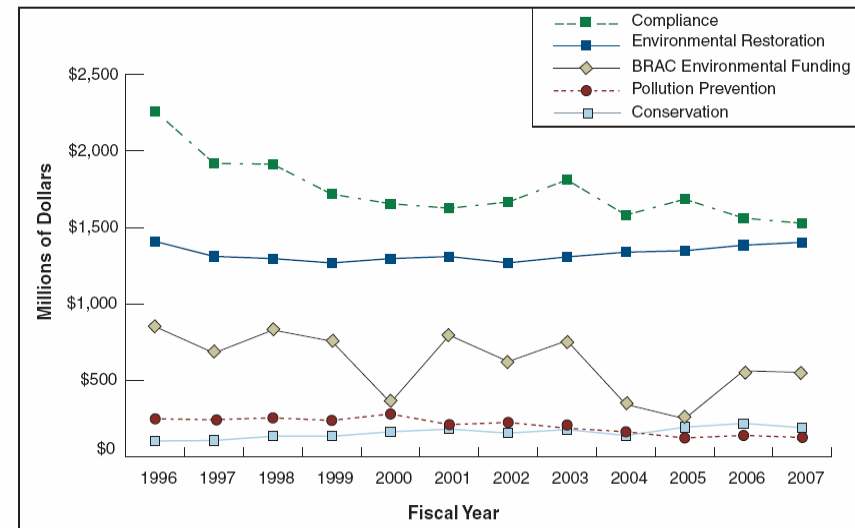 Compliance
Environmental Restoration
BRAC Environmental Funding
Pollution Prevention
Conservation
$2,500
$2,000
$1,500
$1,000
$500
$0
Millions of Dollars
1996 1997 1998 1999 2000 2001 2002 2003 2004 2005 2006 2007
Fiscal Year